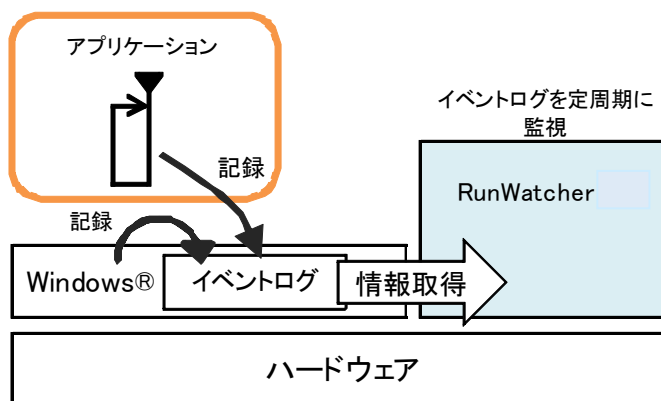 アプリケーション
イベントログを定周期に
監視
記録
RunWatcher
記録
Windows®
イベントログ
情報取得
ハードウェア